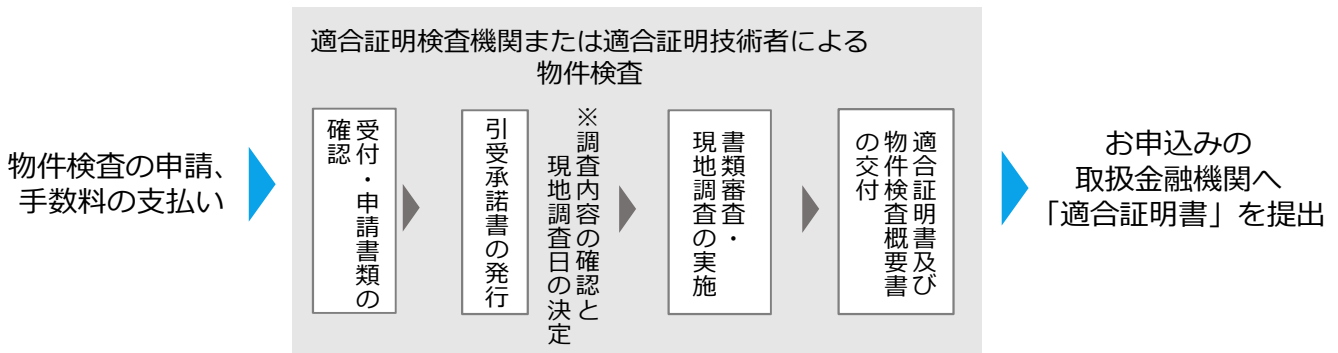 物件検査の申請、
手数料の支払い
適合証明検査機関または適合証明技術者による
物件検査
受付・申請書類の
確認
引受承諾書の発行
※調査内容の確認と
現地調査日の決定
書類審査・
現地調査の実施
適合証明書及び
物件検査概要書
の交付
お申込みの
取扱金融機関へ
「適合証明書」を提出